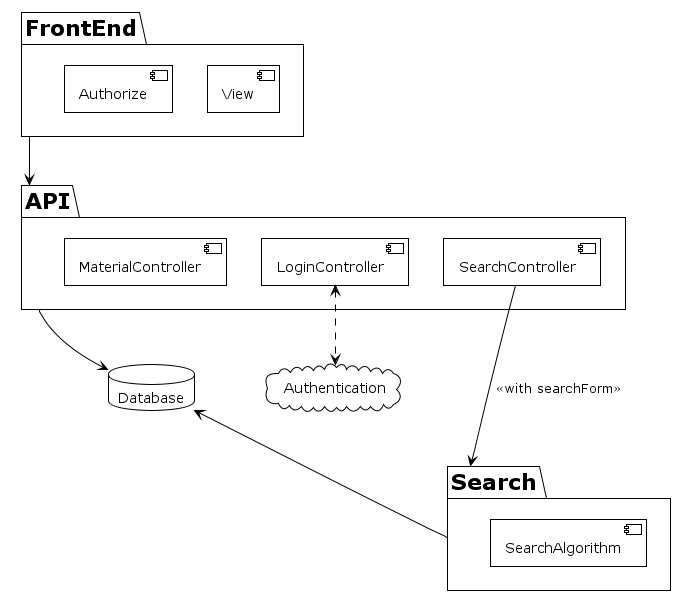 FrontEnd
Authorize
View
API
MaterialController
LoginController
SearchController
Database
Authentication
«with searchForm»
Search
SearchAlgorithm